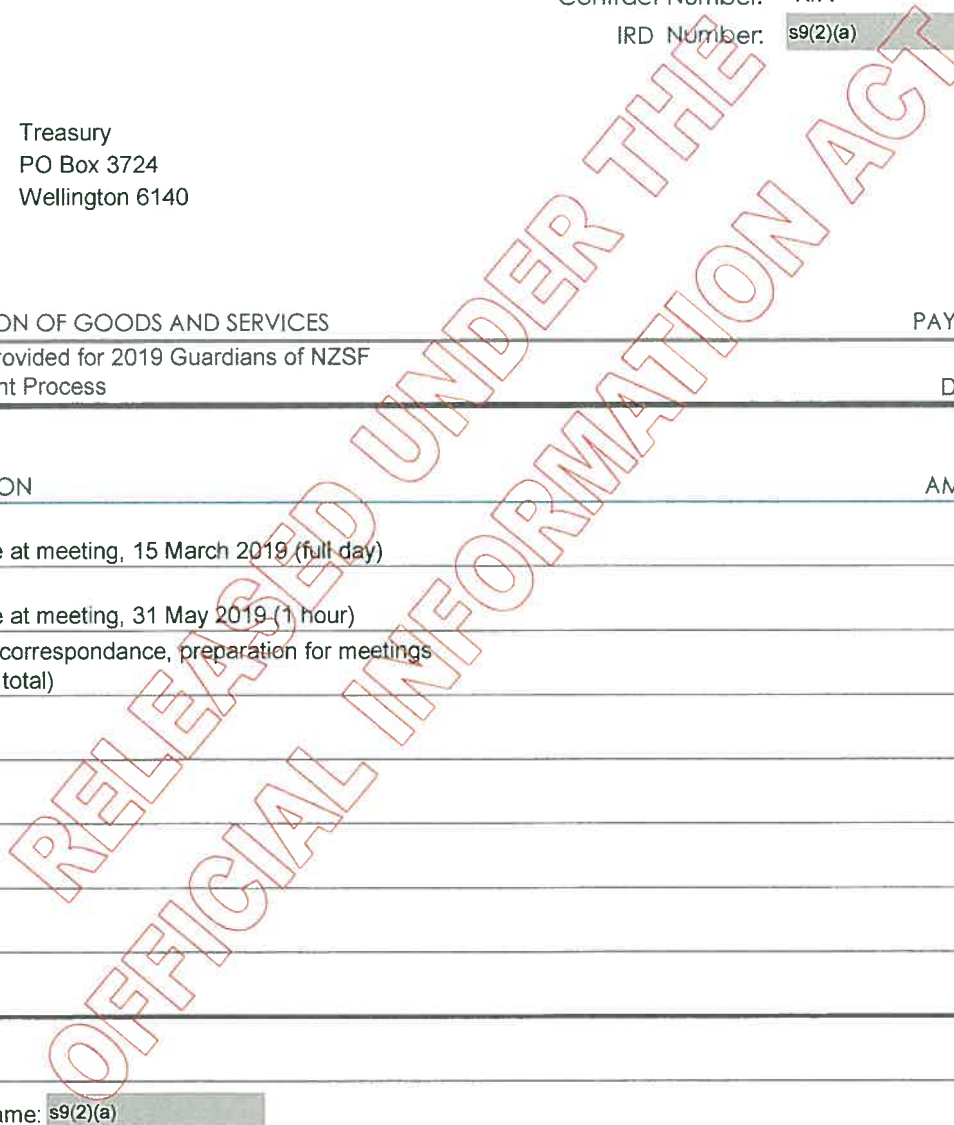 IRD Number: s9(2)(a)
Treasury
PO Box 3724
Wellington 6140
ON OF GOODS AND SERVICES PAY
rovided for 2019 Guardians of NZSF
nt Process D
ON AM
e at meeting, 15 March 2019 (full day)
e at meeting, 31 May 2019 (1 hour)
correspondance, preparation for meetings
total)
ame: s9(2)(a)
RELEASED UNDER THE
OFFICIAL INFORMATION ACT